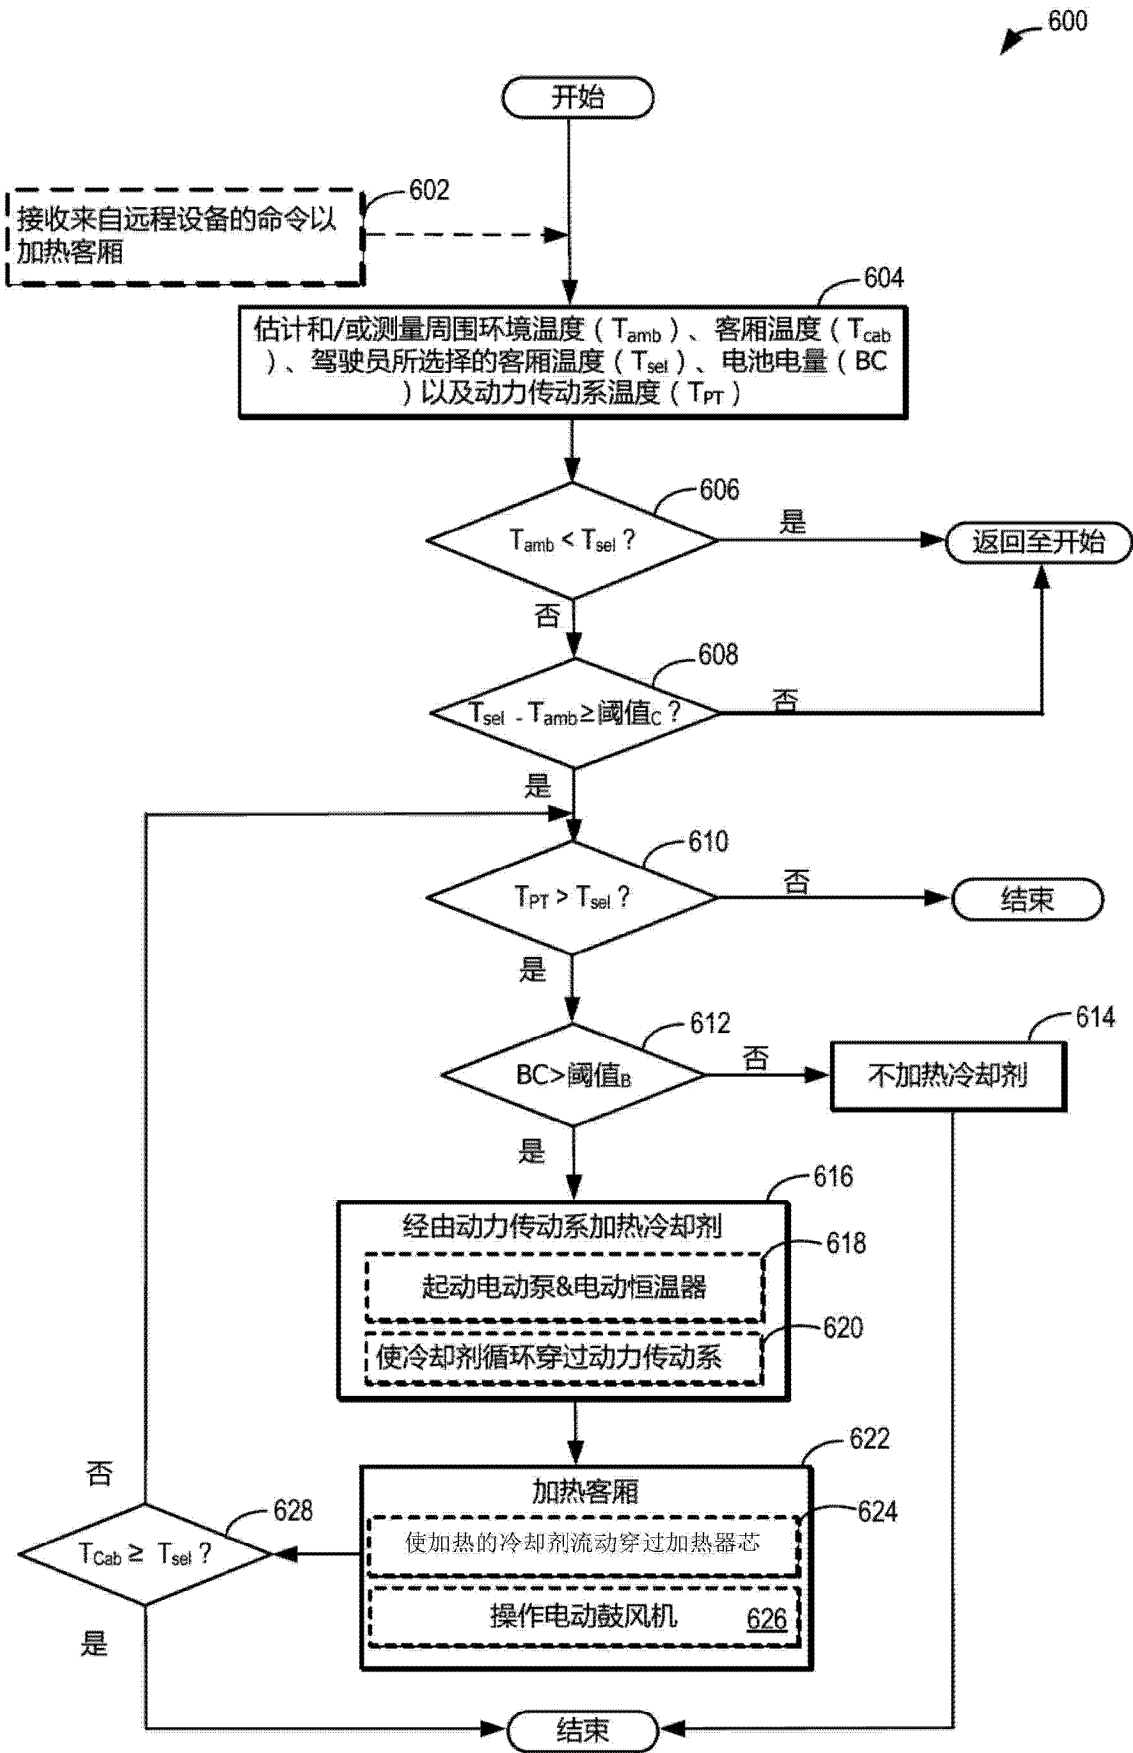 600
开始
602
接收来自远程设备的命令以
加热客厢
604
估计和/或测量周围环境温度(Tamb)、客厢温度(Tcab
)、驾驶员所选择的客厢温度(Tsel)、电池电量(BC
)以及动力传动系温度(TPT)
606
Tamb < Tsel ?
是
返回至开始
否
608
Tsel - Tamb≥阈值C ?
否
是
610
TPT > Tsel ?
否
结束
是
612
BC>阈值B
否
614
不加热冷却剂
是
616
经由动力传动系加热冷却剂
618
起动电动泵&电动恒温器
620
使冷却剂循环穿过动力传动系
622
加热客厢
624
使加热的冷却剂流动穿过加热器芯
操作电动鼓风机 626
否
628
TCab ≥ Tsel ?
是
结束